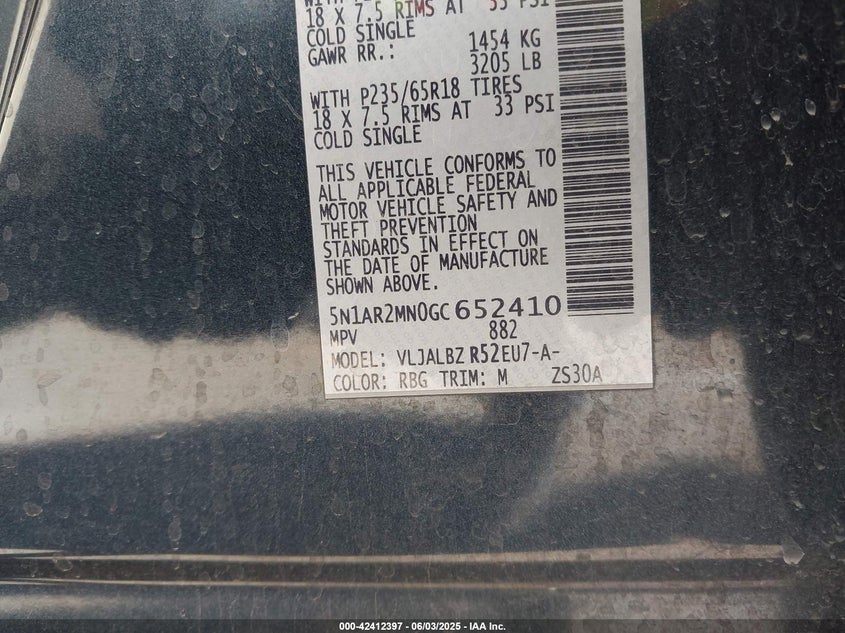 18 X 7.5 RIMS AT 33 PSI
COLD SINGLE
GAWR RR.: 1454 KG
3205 LB
WITH P235/65R18 TIRES
18 X 7.5 RIMS AT 33 PSI
COLD SINGLE
THIS VEHICLE CONFORMS TO
ALL APPLICABLE FEDERAL
MOTOR VEHICLE SAFETY AND
THEFT PREVENTION
STANDARDS IN EFFECT ON
THE DATE OF MANUFACTURE
SHOWN ABOVE.
5N1AR2MN0GC652410
MPV 882
MODEL: VLJALBZ R52EU7-A-
COLOR: RBG TRIM: M ZS30A
000-42412397 - 06/03/2025 - IAA Inc.